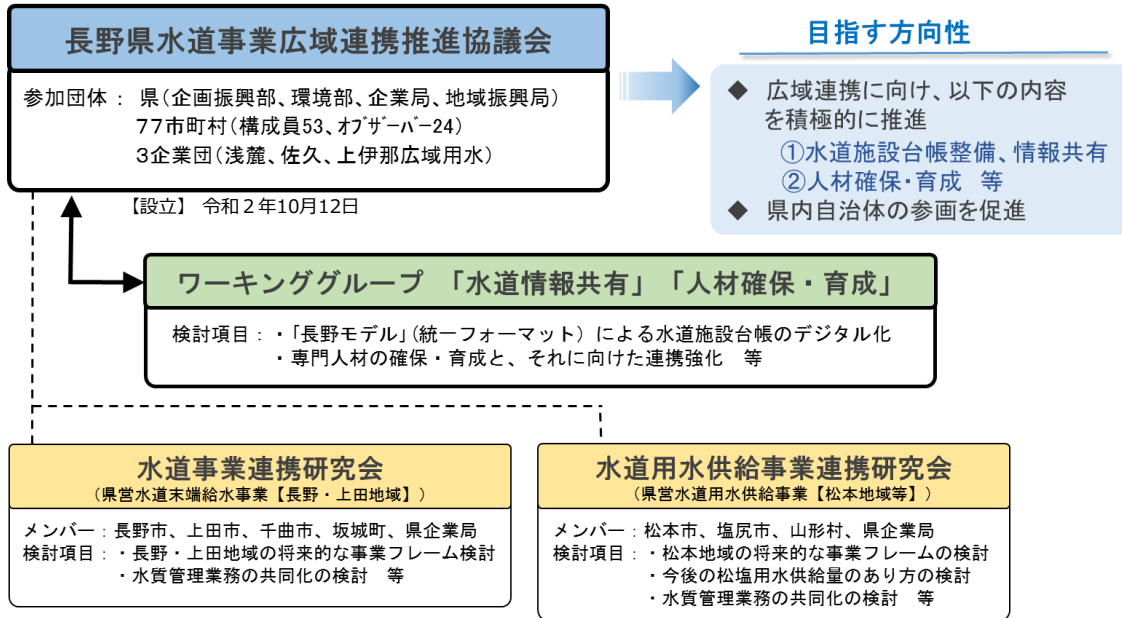 長野県水道事業広域連携推進協議会
参加団体： 県（企画振興部、環境部、企業局、地域振興局）
77市町村（構成員53、ｵﾌﾞｻﾞｰﾊﾞｰ24）
3企業団（浅麓、佐久、上伊那広域用水）
【設立】 令和２年10月12日
目指す方向性
◆ 広域連携に向け、以下の内容
を積極的に推進
①水道施設台帳整備、情報共有
②人材確保・育成 等
◆ 県内自治体の参画を促進
ワーキンググループ 「水道情報共有」「人材確保・育成」
検討項目：・「長野モデル」（統一フォーマット）による水道施設台帳のデジタル化
・専門人材の確保・育成と、それに向けた連携強化 等
水道事業連携研究会
（県営水道末端給水事業【長野・上田地域】）
メンバー：長野市、上田市、千曲市、坂城町、県企業局
検討項目：・長野・上田地域の将来的な事業フレーム検討
・水質管理業務の共同化の検討 等
水道用水供給事業連携研究会
（県営水道用水供給事業【松本地域等】）
メンバー：松本市、塩尻市、山形村、県企業局
検討項目：・松本地域の将来的な事業フレームの検討
・今後の松塩用水供給量のあり方の検討
・水質管理業務の共同化の検討 等